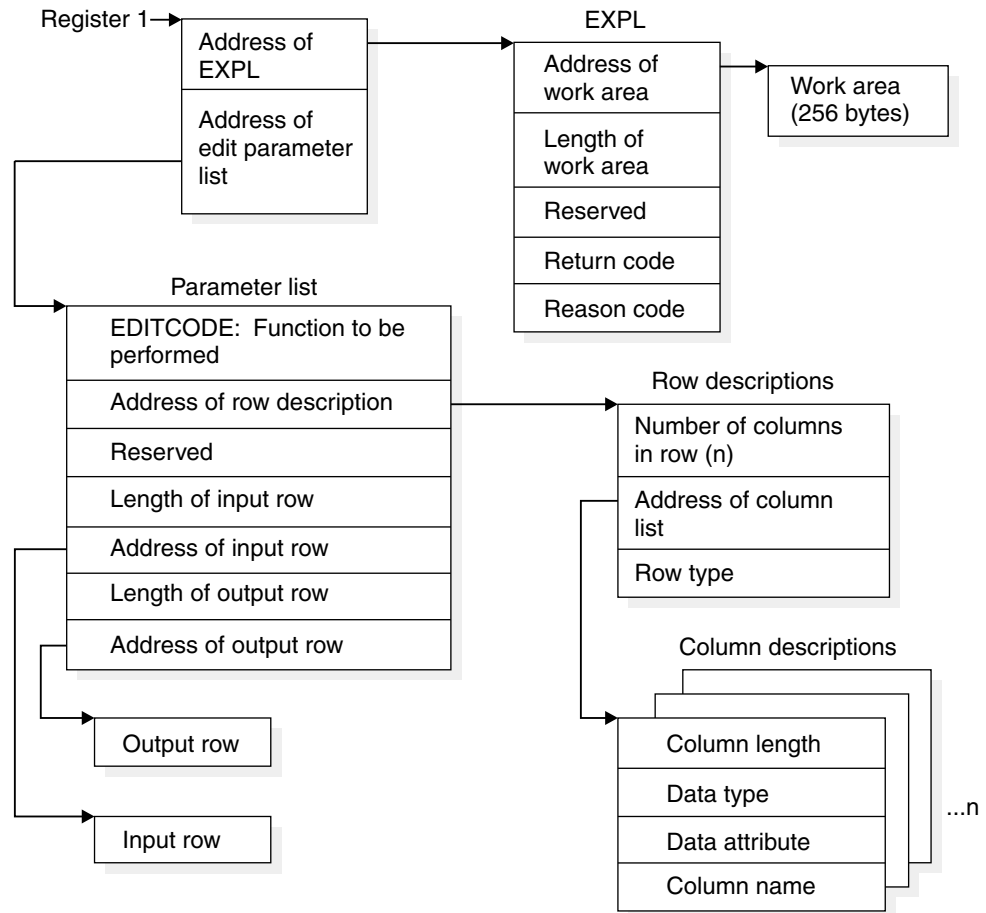 Register 1
Address of
EXPL
Address of
edit parameter
list
EXPL
Address of
work area
Length of
work area
Reserved
Return code
Reason code
Work area
(256 bytes)
Parameter list
EDITCODE: Function to be
performed
Address of row description
Reserved
Length of input row
Address of input row
Length of output row
Address of output row
Row descriptions
Number of columns
in row (n)
Address of column
list
Row type
Column descriptions
Column length
Data type
Data attribute
Column name
...n
Output row
Input row